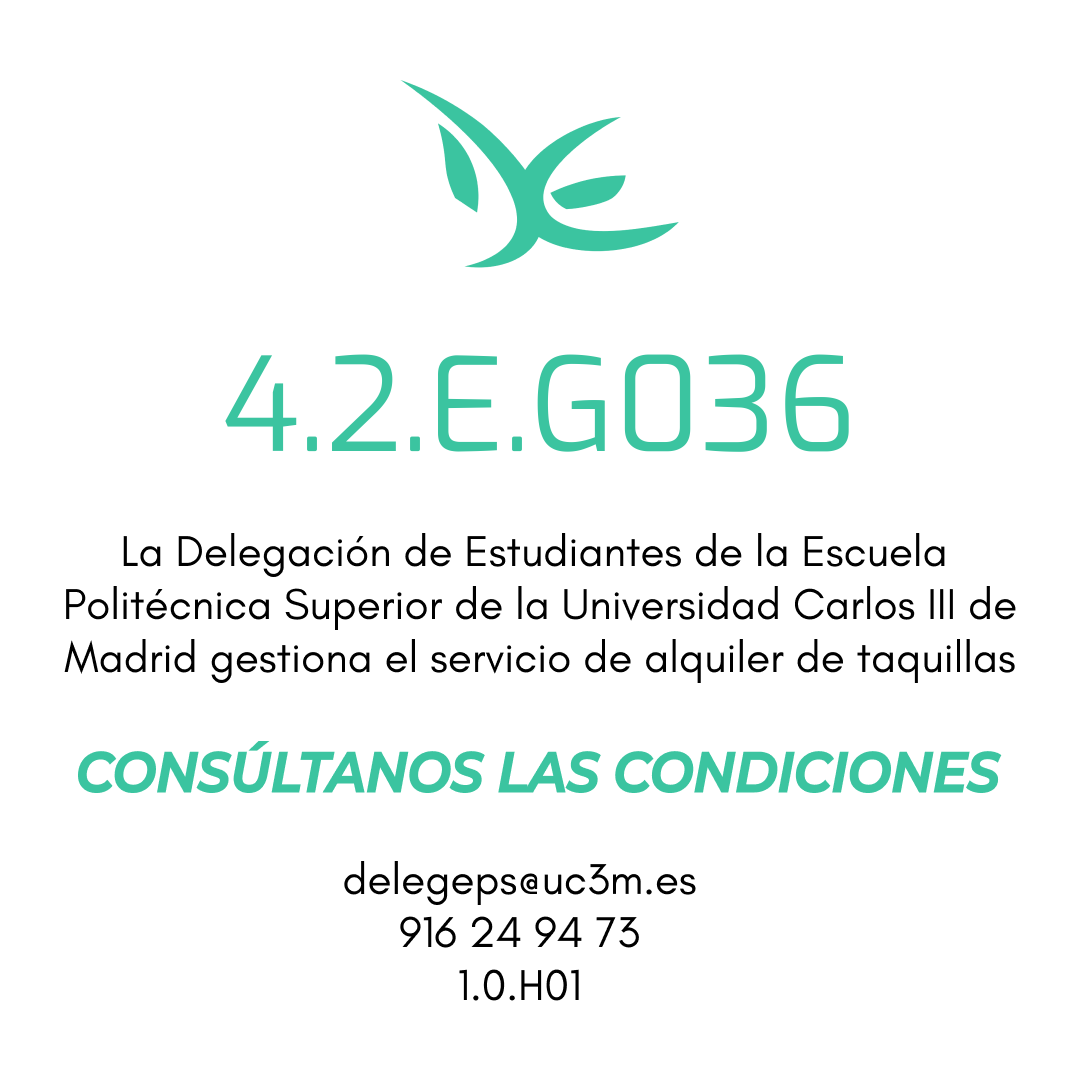 4.2.E.G036
La Delegación de Estudiantes de la Escuela
Politécnica Superior de la Universidad Carlos III de
Madrid gestiona el servicio de alquiler de taquillas
CONSÚLTANOS LAS CONDICIONES
delegeps@uc3m.es
916 24 94 73
1.0.H01